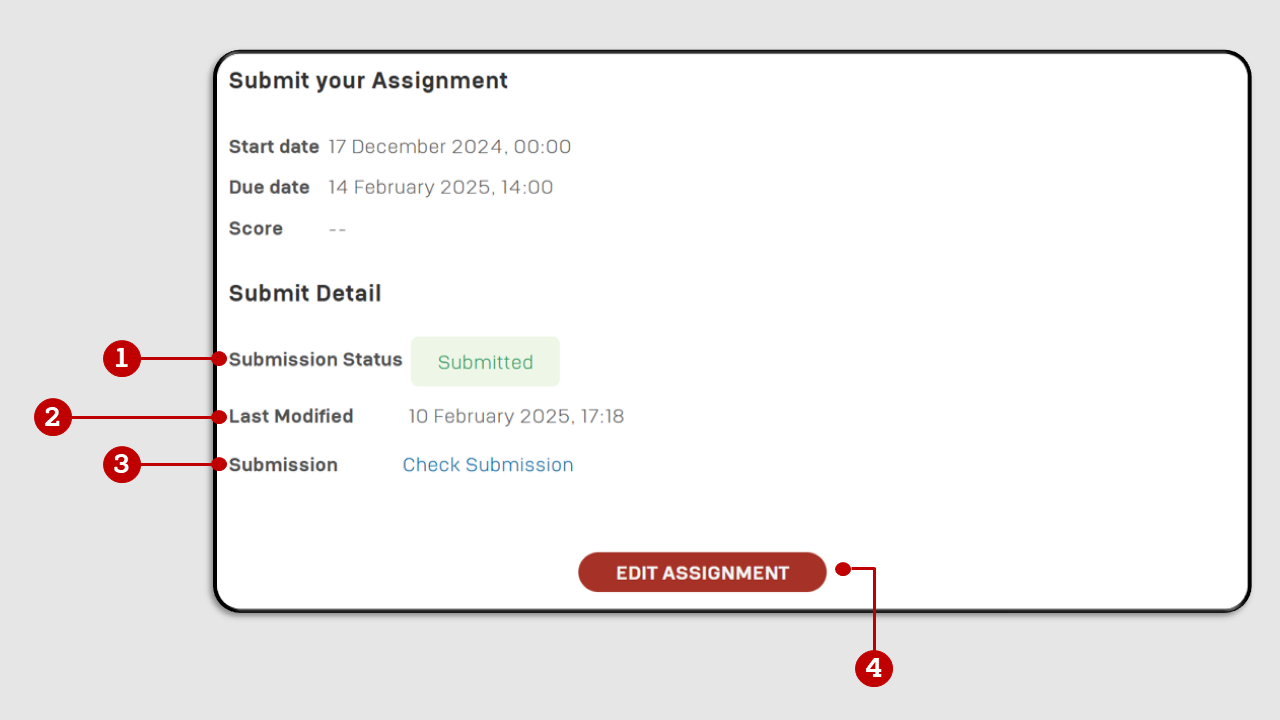 Submit your Assignment
Start date 17 December 2024, 00:00
Due date 14 February 2025, 14:00
Score --
Submit Detail
1 Submission Status Submitted
2 Last Modified 10 February 2025, 17:18
3 Submission Check Submission
EDIT ASSIGNMENT
4